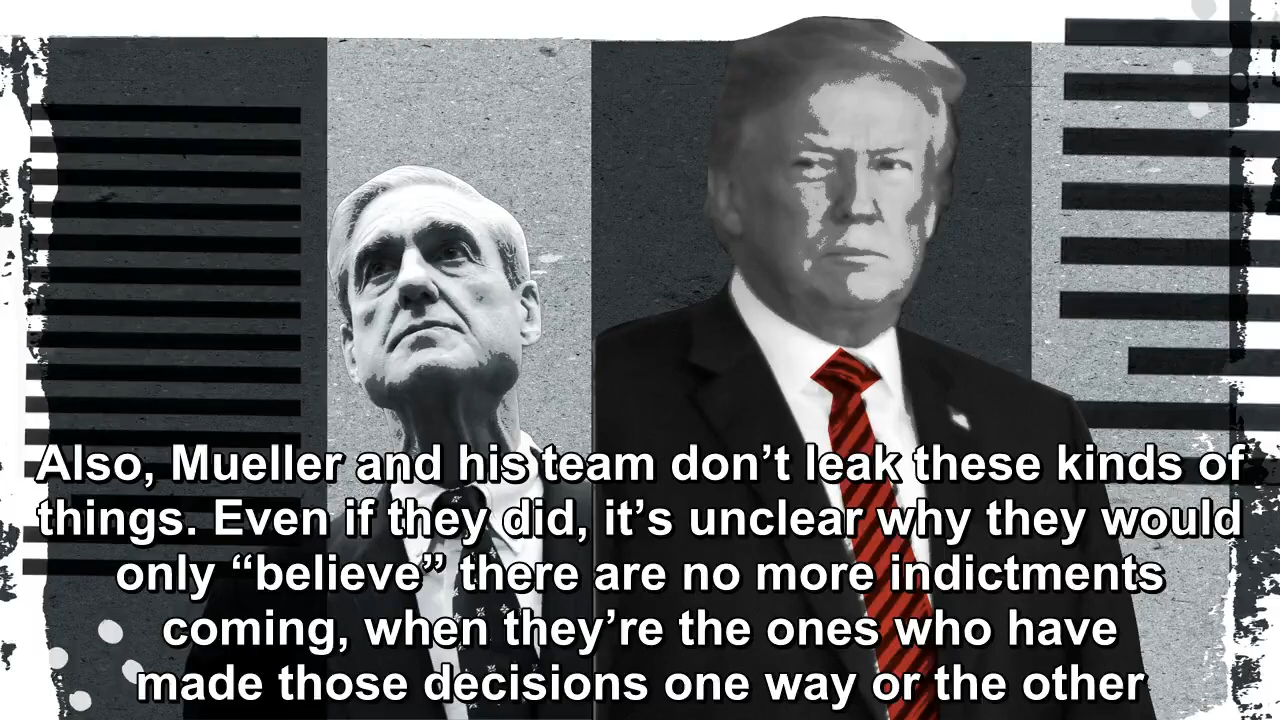 Also, Mueller and his team don’t leak these kinds of
things. Even if they did, it’s unclear why they would
only “believe” there are no more indictments
coming, when they’re the ones who have
made those decisions one way or the other